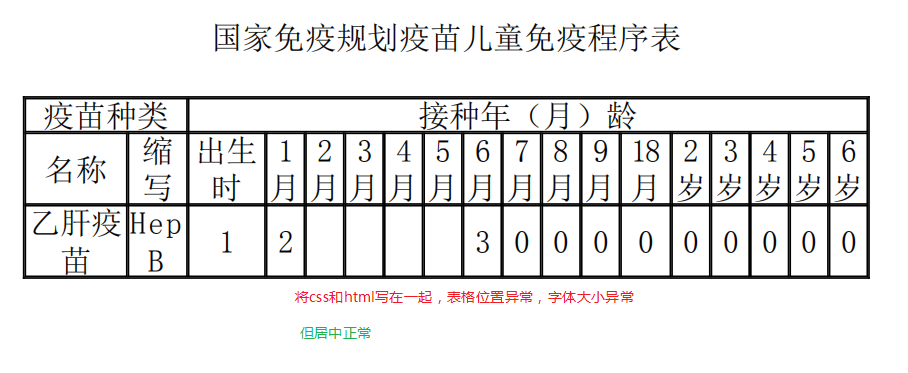 国家免疫规划疫苗儿童免疫程序表
疫苗种类 接种年（月）龄
名称 缩写 出生时 1月 2月 3月 4月 5月 6月 7月 8月 9月 18月 2岁 3岁 4岁 5岁 6岁
乙肝疫苗 HepB 1 2 3 0 0 0 0 0 0 0 0 0
将css和html写在一起，表格位置异常，字体大小异常
但居中正常